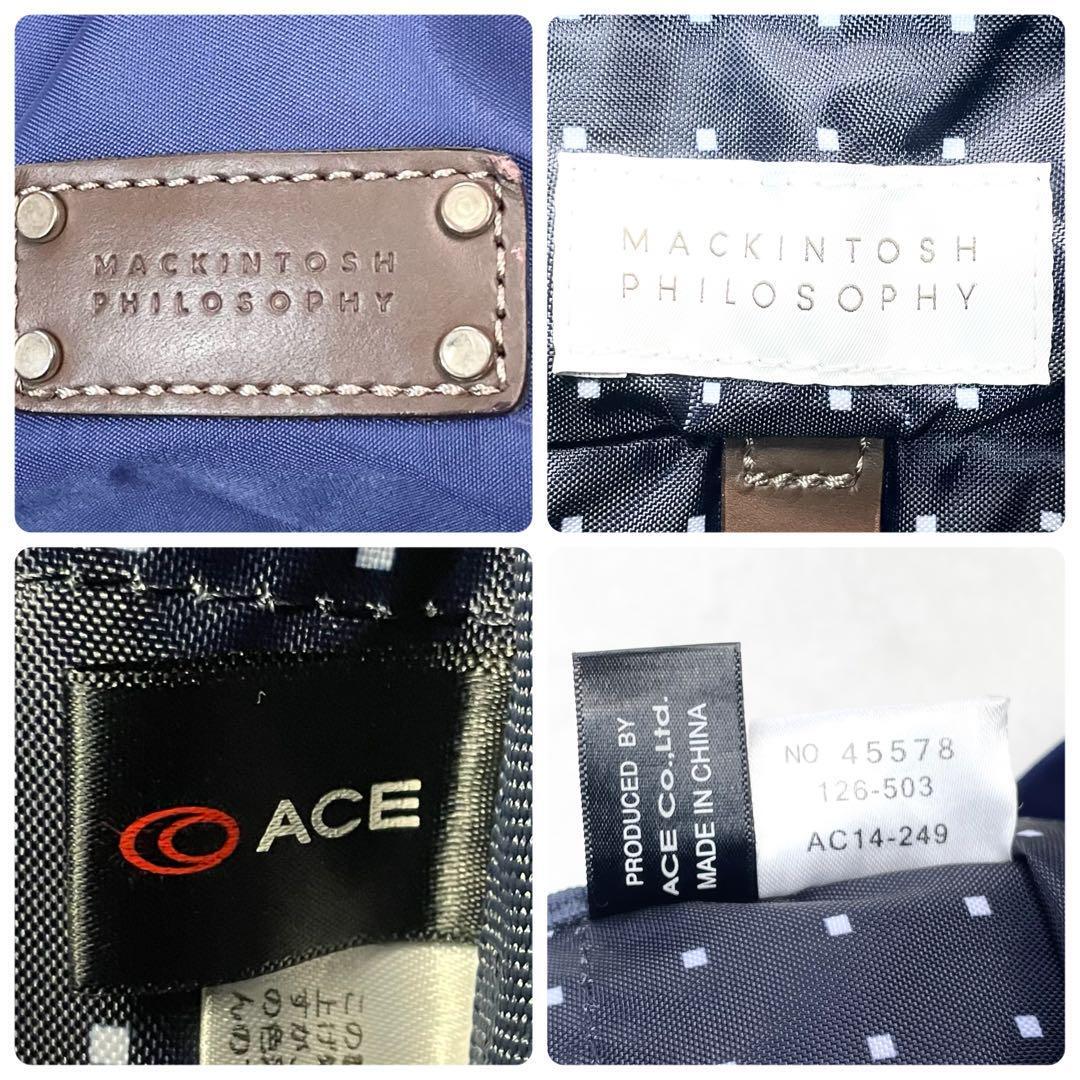 MACKINTOSH
PHILOSOPHY
MACKINTOSH
PHILOSOPHY
ACE
PRODUCED BY
ACE Co.,Ltd.
MADE IN CHINA
NO 45578
126-503
AC14-249